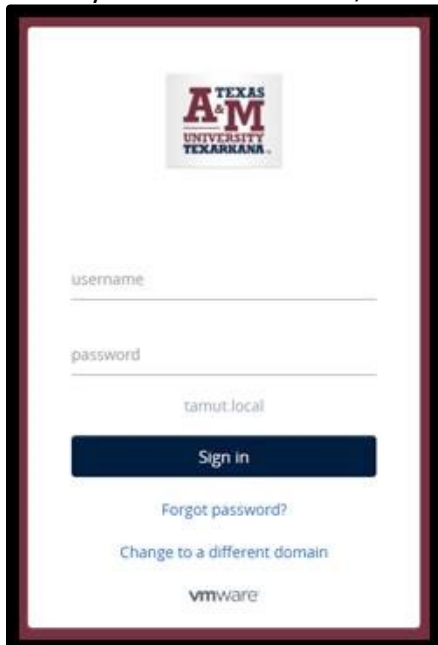 TEXAS
A&M
UNIVERSITY
TEXARKANA
username
password
tamut.local
Sign in
Forgot password?
Change to a different domain
vmware